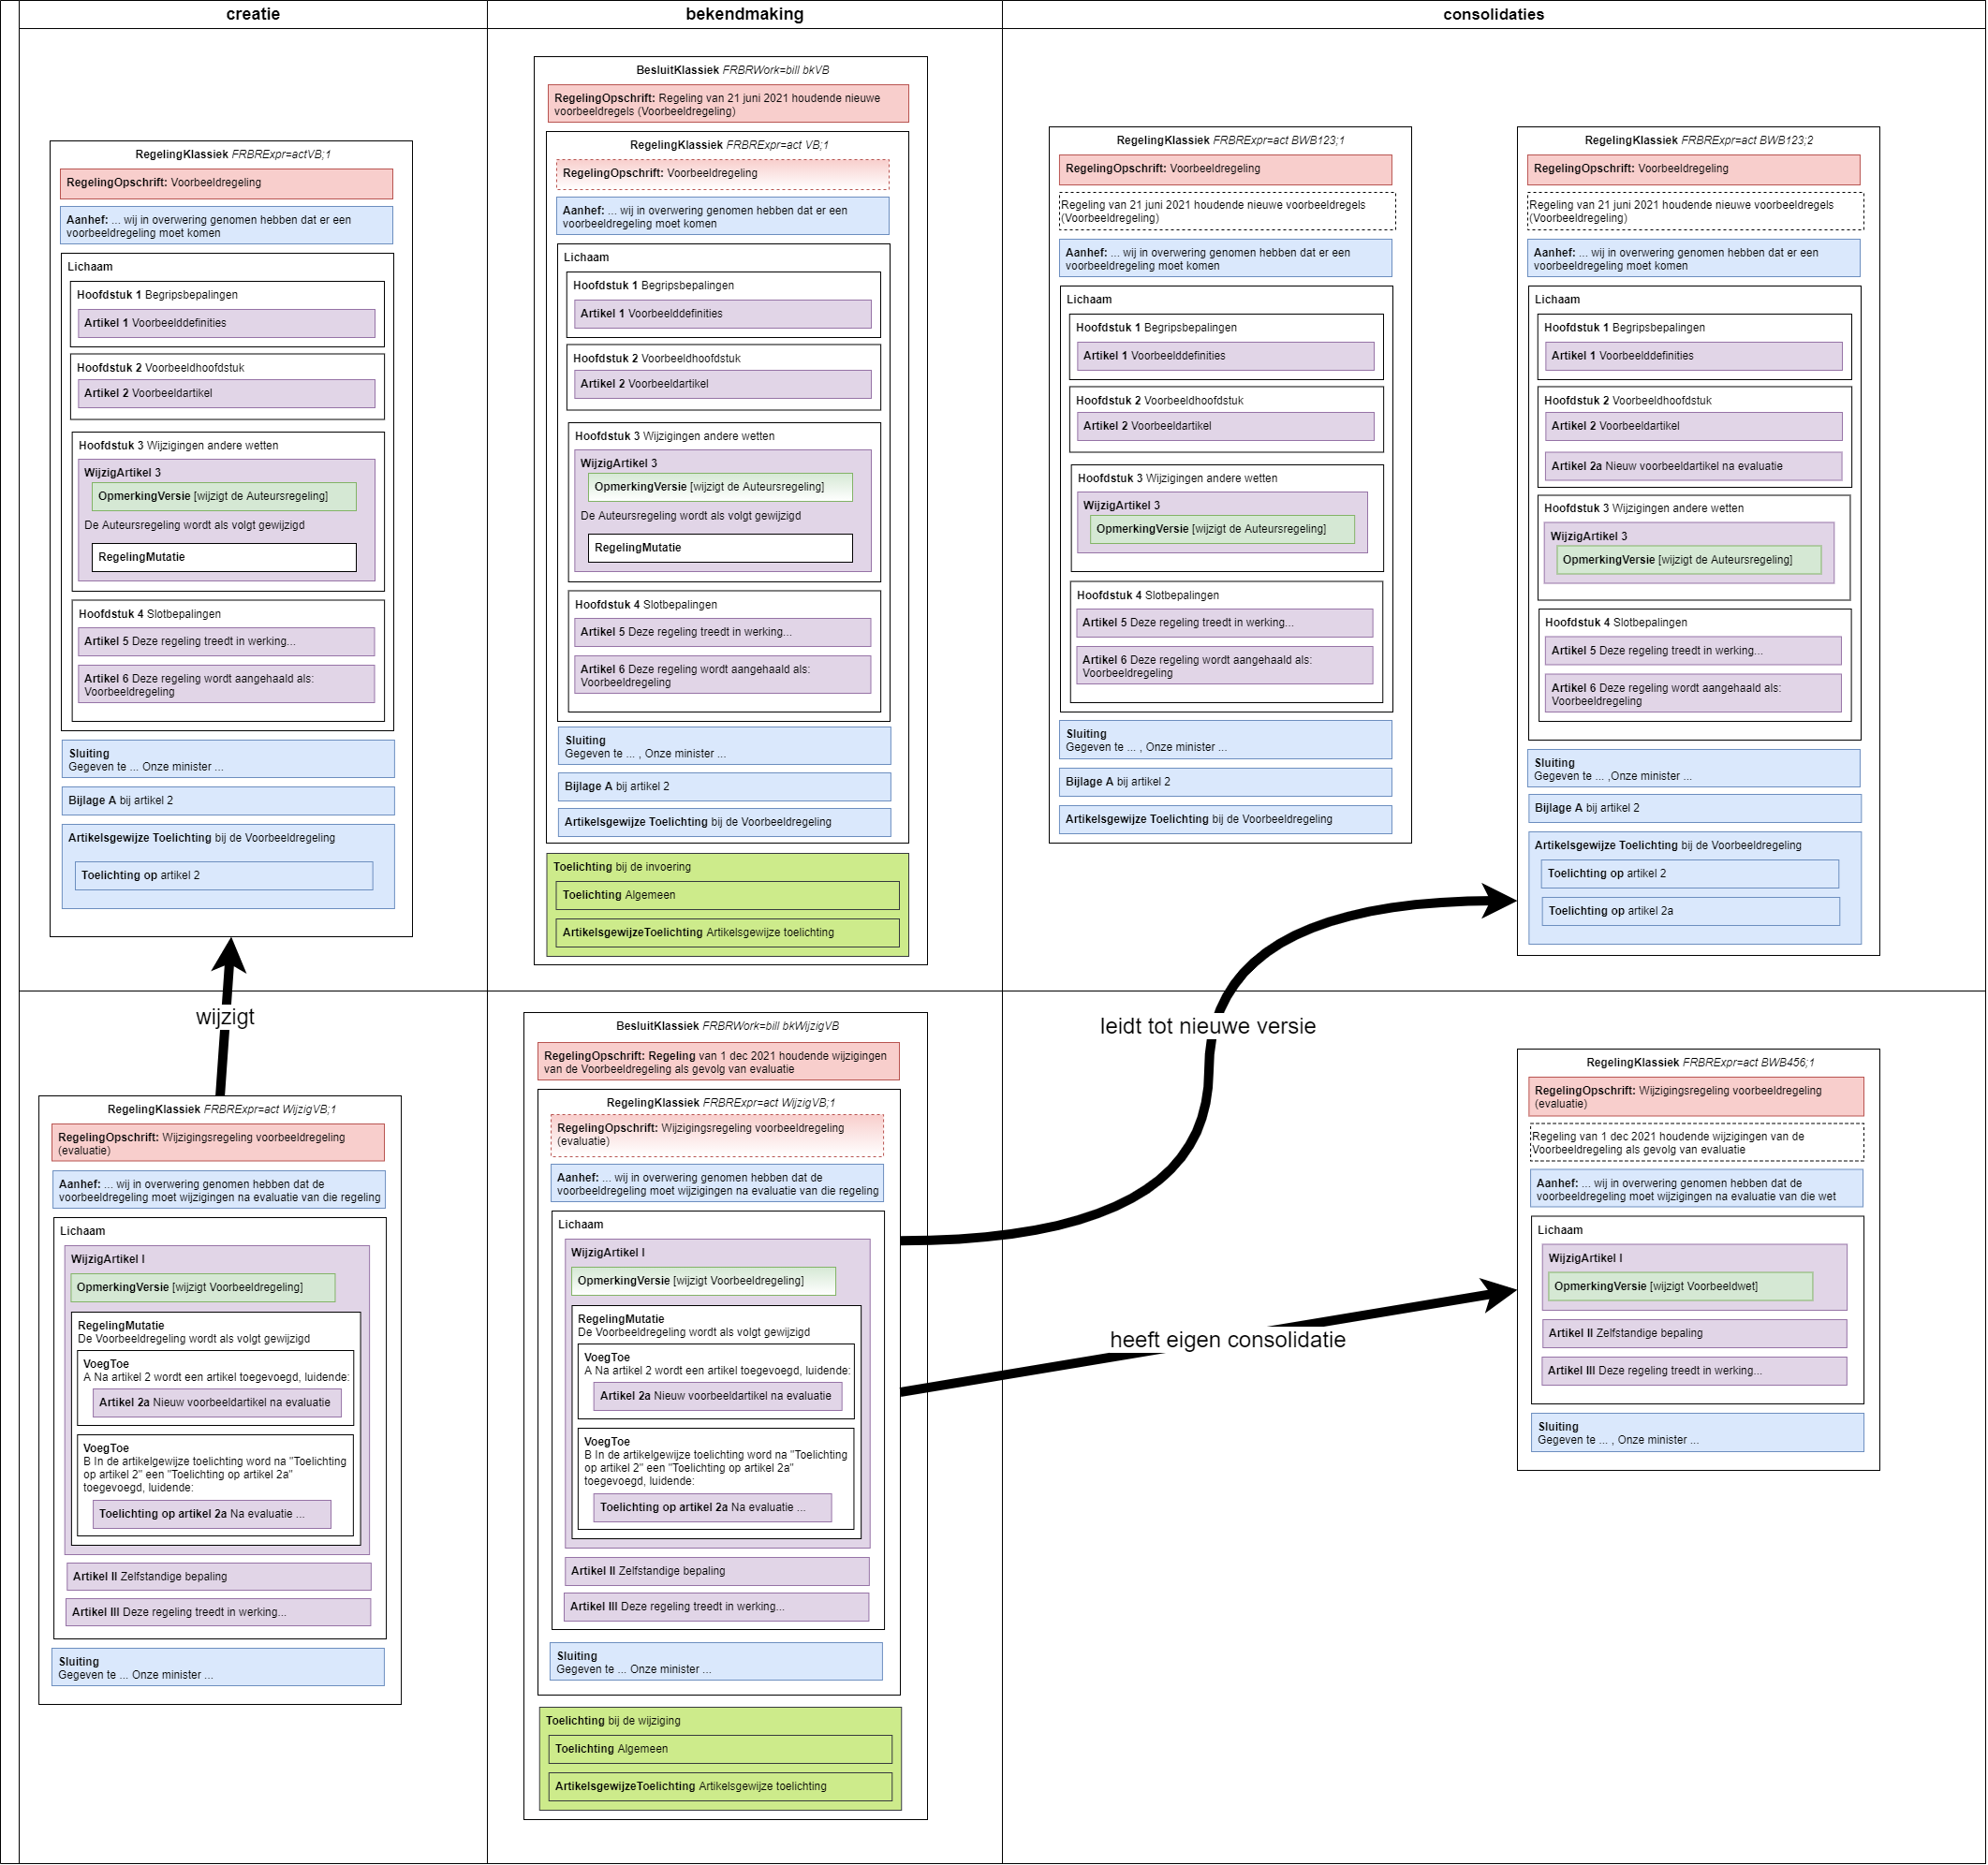 creatie
bekendmaking
consolidaties
RegelingKlassiek FRBRExpr=actVB;1
RegelingOpschrift: Voorbeeldregeling
Aanhef: ... wij in overwering genomen hebben dat er een
voorbeeldregeling moet komen
Lichaam
Hoofdstuk 1 Begripsbepalingen
Artikel 1 Voorbeelddefinities
Hoofdstuk 2 Voorbeeldhoofdstuk
Artikel 2 Voorbeeldartikel
Hoofdstuk 3 Wijzigingen andere wetten
WijzigArtikel 3
OpmerkingVersie [wijzigt de Auteursregeling]
De Auteursregeling wordt als volgt gewijzigd
RegelingMutatie
Hoofdstuk 4 Slotbepalingen
Artikel 5 Deze regeling treedt in werking...
Artikel 6 Deze regeling wordt aangehaald als:
Voorbeeldregeling
Sluiting
Gegeven te ... Onze minister ...
Bijlage A bij artikel 2
Artikelsgewijze Toelichting bij de Voorbeeldregeling
Toelichting op artikel 2
BesluitKlassiek FRBRWork=bill bkVB
RegelingOpschrift: Regeling van 21 juni 2021 houdende nieuwe
voorbeeldregels (Voorbeeldregeling)
RegelingKlassiek FRBRExpr=act VB;1
RegelingOpschrift: Voorbeeldregeling
Aanhef: ... wij in overwering genomen hebben dat er een
voorbeeldregeling moet komen
Lichaam
Hoofdstuk 1 Begripsbepalingen
Artikel 1 Voorbeelddefinities
Hoofdstuk 2 Voorbeeldhoofdstuk
Artikel 2 Voorbeeldartikel
Hoofdstuk 3 Wijzigingen andere wetten
WijzigArtikel 3
OpmerkingVersie [wijzigt de Auteursregeling]
De Auteursregeling wordt als volgt gewijzigd
RegelingMutatie
Hoofdstuk 4 Slotbepalingen
Artikel 5 Deze regeling treedt in werking...
Artikel 6 Deze regeling wordt aangehaald als:
Voorbeeldregeling
Sluiting
Gegeven te ... , Onze minister ...
Bijlage A bij artikel 2
Artikelsgewijze Toelichting bij de Voorbeeldregeling
Toelichting bij de invoering
Toelichting Algemeen
ArtikelsgewijzeToelichting Artikelsgewijze toelichting
RegelingKlassiek FRBRExpr=act BWB123;1
RegelingOpschrift: Voorbeeldregeling
Regeling van 21 juni 2021 houdende nieuwe voorbeeldregels
(Voorbeeldregeling)
Aanhef: ... wij in overwering genomen hebben dat er een
voorbeeldregeling moet komen
Lichaam
Hoofdstuk 1 Begripsbepalingen
Artikel 1 Voorbeelddefinities
Hoofdstuk 2 Voorbeeldhoofdstuk
Artikel 2 Voorbeeldartikel
Hoofdstuk 3 Wijzigingen andere wetten
WijzigArtikel 3
OpmerkingVersie [wijzigt de Auteursregeling]
Hoofdstuk 4 Slotbepalingen
Artikel 5 Deze regeling treedt in werking...
Artikel 6 Deze regeling wordt aangehaald als:
Voorbeeldregeling
Sluiting
Gegeven te ... , Onze minister ...
Bijlage A bij artikel 2
Artikelsgewijze Toelichting bij de Voorbeeldregeling
RegelingKlassiek FRBRExpr=act BWB123;2
RegelingOpschrift: Voorbeeldregeling
Regeling van 21 juni 2021 houdende nieuwe voorbeeldregels
(Voorbeeldregeling)
Aanhef: ... wij in overwering genomen hebben dat er een
voorbeeldregeling moet komen
Lichaam
Hoofdstuk 1 Begripsbepalingen
Artikel 1 Voorbeelddefinities
Hoofdstuk 2 Voorbeeldhoofdstuk
Artikel 2 Voorbeeldartikel
Artikel 2a Nieuw voorbeeldartikel na evaluatie
Hoofdstuk 3 Wijzigingen andere wetten
WijzigArtikel 3
OpmerkingVersie [wijzigt de Auteursregeling]
Hoofdstuk 4 Slotbepalingen
Artikel 5 Deze regeling treedt in werking...
Artikel 6 Deze regeling wordt aangehaald als:
Voorbeeldregeling
Sluiting
Gegeven te ... ,Onze minister ...
Bijlage A bij artikel 2
Artikelsgewijze Toelichting bij de Voorbeeldregeling
Toelichting op artikel 2
Toelichting op artikel 2a
wijzigt
leidt tot nieuwe versie
heeft eigen consolidatie
RegelingKlassiek FRBRExpr=act WijzigVB;1
RegelingOpschrift: Wijzigingsregeling voorbeeldregeling
(evaluatie)
Aanhef: ... wij in overwering genomen hebben dat de
voorbeeldregeling moet wijzigingen na evaluatie van die regeling
Lichaam
WijzigArtikel I
OpmerkingVersie [wijzigt Voorbeeldregeling]
RegelingMutatie
De Voorbeeldregeling wordt als volgt gewijzigd
VoegToe
A Na artikel 2 wordt een artikel toegevoegd, luidende:
Artikel 2a Nieuw voorbeeldartikel na evaluatie
VoegToe
B In de artikelgewijze toelichting word na "Toelichting
op artikel 2" een "Toelichting op artikel 2a"
toegevoegd, luidende:
Toelichting op artikel 2a Na evaluatie ...
Artikel II Zelfstandige bepaling
Artikel III Deze regeling treedt in werking...
Sluiting
Gegeven te ... Onze minister ...
BesluitKlassiek FRBRWork=bill bkWijzigVB
RegelingOpschrift: Regeling van 1 dec 2021 houdende wijzigingen
van de Voorbeeldregeling als gevolg van evaluatie
RegelingKlassiek FRBRExpr=act WijzigVB;1
RegelingOpschrift: Wijzigingsregeling voorbeeldregeling
(evaluatie)
Aanhef: ... wij in overwering genomen hebben dat de
voorbeeldregeling moet wijzigingen na evaluatie van die regeling
Lichaam
WijzigArtikel I
OpmerkingVersie [wijzigt Voorbeeldregeling]
RegelingMutatie
De Voorbeeldregeling wordt als volgt gewijzigd
VoegToe
A Na artikel 2 wordt een artikel toegevoegd, luidende:
Artikel 2a Nieuw voorbeeldartikel na evaluatie
VoegToe
B In de artikelgewijze toelichting word na "Toelichting
op artikel 2" een "Toelichting op artikel 2a"
toegevoegd, luidende:
Toelichting op artikel 2a Na evaluatie ...
Artikel II Zelfstandige bepaling
Artikel III Deze regeling treedt in werking...
Sluiting
Gegeven te ... Onze minister ...
Toelichting bij de wijziging
Toelichting Algemeen
ArtikelsgewijzeToelichting Artikelsgewijze toelichting
RegelingKlassiek FRBRExpr=act BWB456;1
RegelingOpschrift: Wijzigingsregeling voorbeeldregeling
(evaluatie)
Regeling van 1 dec 2021 houdende wijzigingen van de
Voorbeeldregeling als gevolg van evaluatie
Aanhef: ... wij in overwering genomen hebben dat de
voorbeeldregeling moet wijzigingen na evaluatie van die wet
Lichaam
WijzigArtikel I
OpmerkingVersie [wijzigt Voorbeeldwet]
Artikel II Zelfstandige bepaling
Artikel III Deze regeling treedt in werking...
Sluiting
Gegeven te ... , Onze minister ...